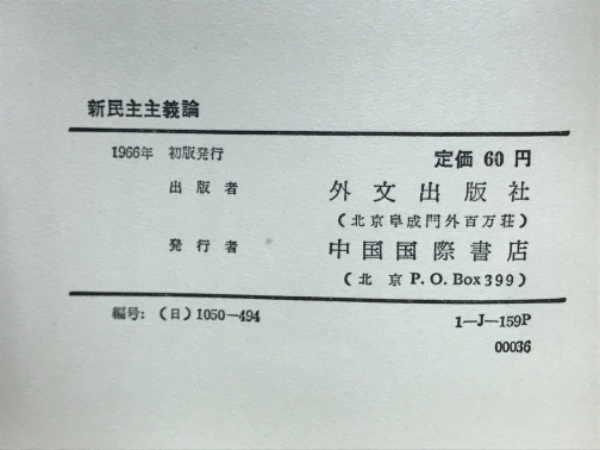 新民主主義論
1966年 初版発行 定価 60 円
出版者 外文出版社
(北京阜成門外百万荘)
発行者 中国国際書店
(北京 P.O. Box 399)
編号: (日) 1050—494 1—J—159P
00036